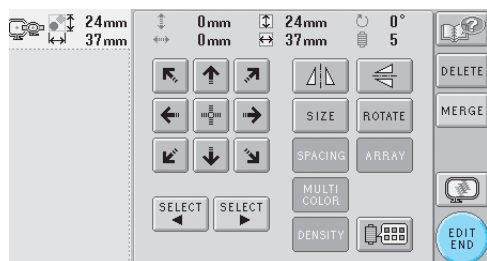 24mm 0mm 24mm 0°
37mm 0mm 37mm 5
DELETE
SIZE ROTATE MERGE
SPACING ARRAY
MULTI
COLOR
SELECT SELECT
DENSITY
EDIT
END